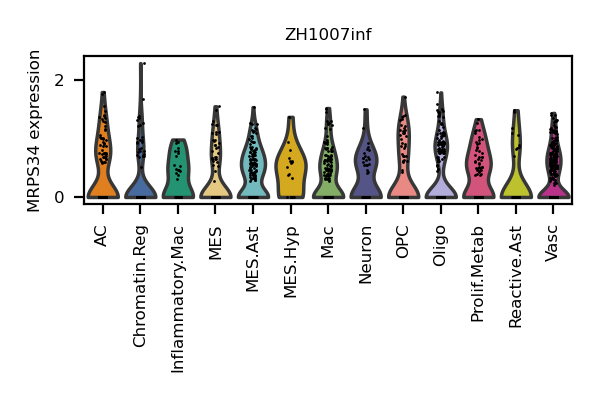 ZH1007inf
MRPS34 expression
2
0
AC
Chromatin.Reg
Inflammatory.Mac
MES
MES.Ast
MES.Hyp
Mac
Neuron
OPC
Oligo
Prolif.Metab
Reactive.Ast
Vasc